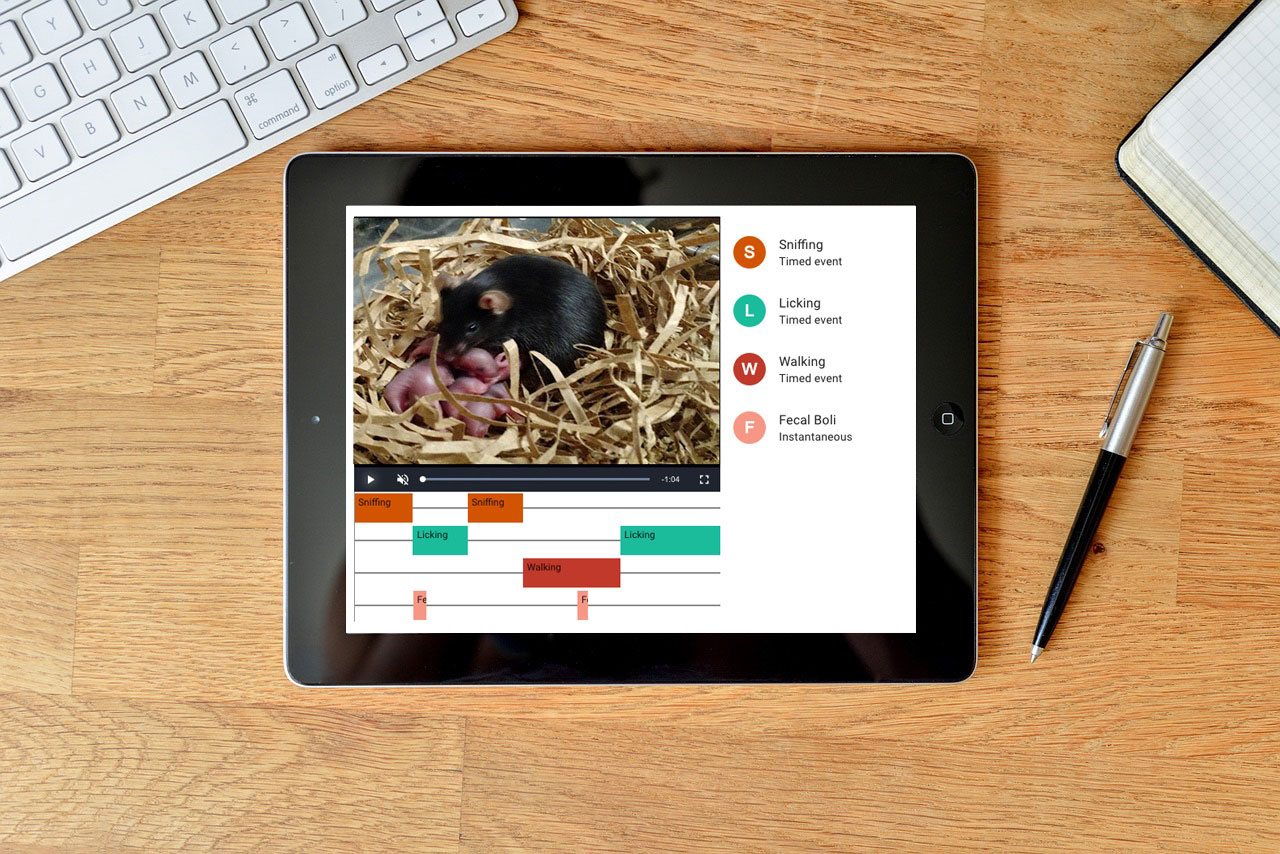 T Y K ? /
G H J < , > . alt option
V B N M ⌘ command
S Sniffing
Timed event
L Licking
Timed event
W Walking
Timed event
F Fecal Boli
Instantaneous
-1:04
Sniffing Sniffing
Licking Licking
Walking
Fe F